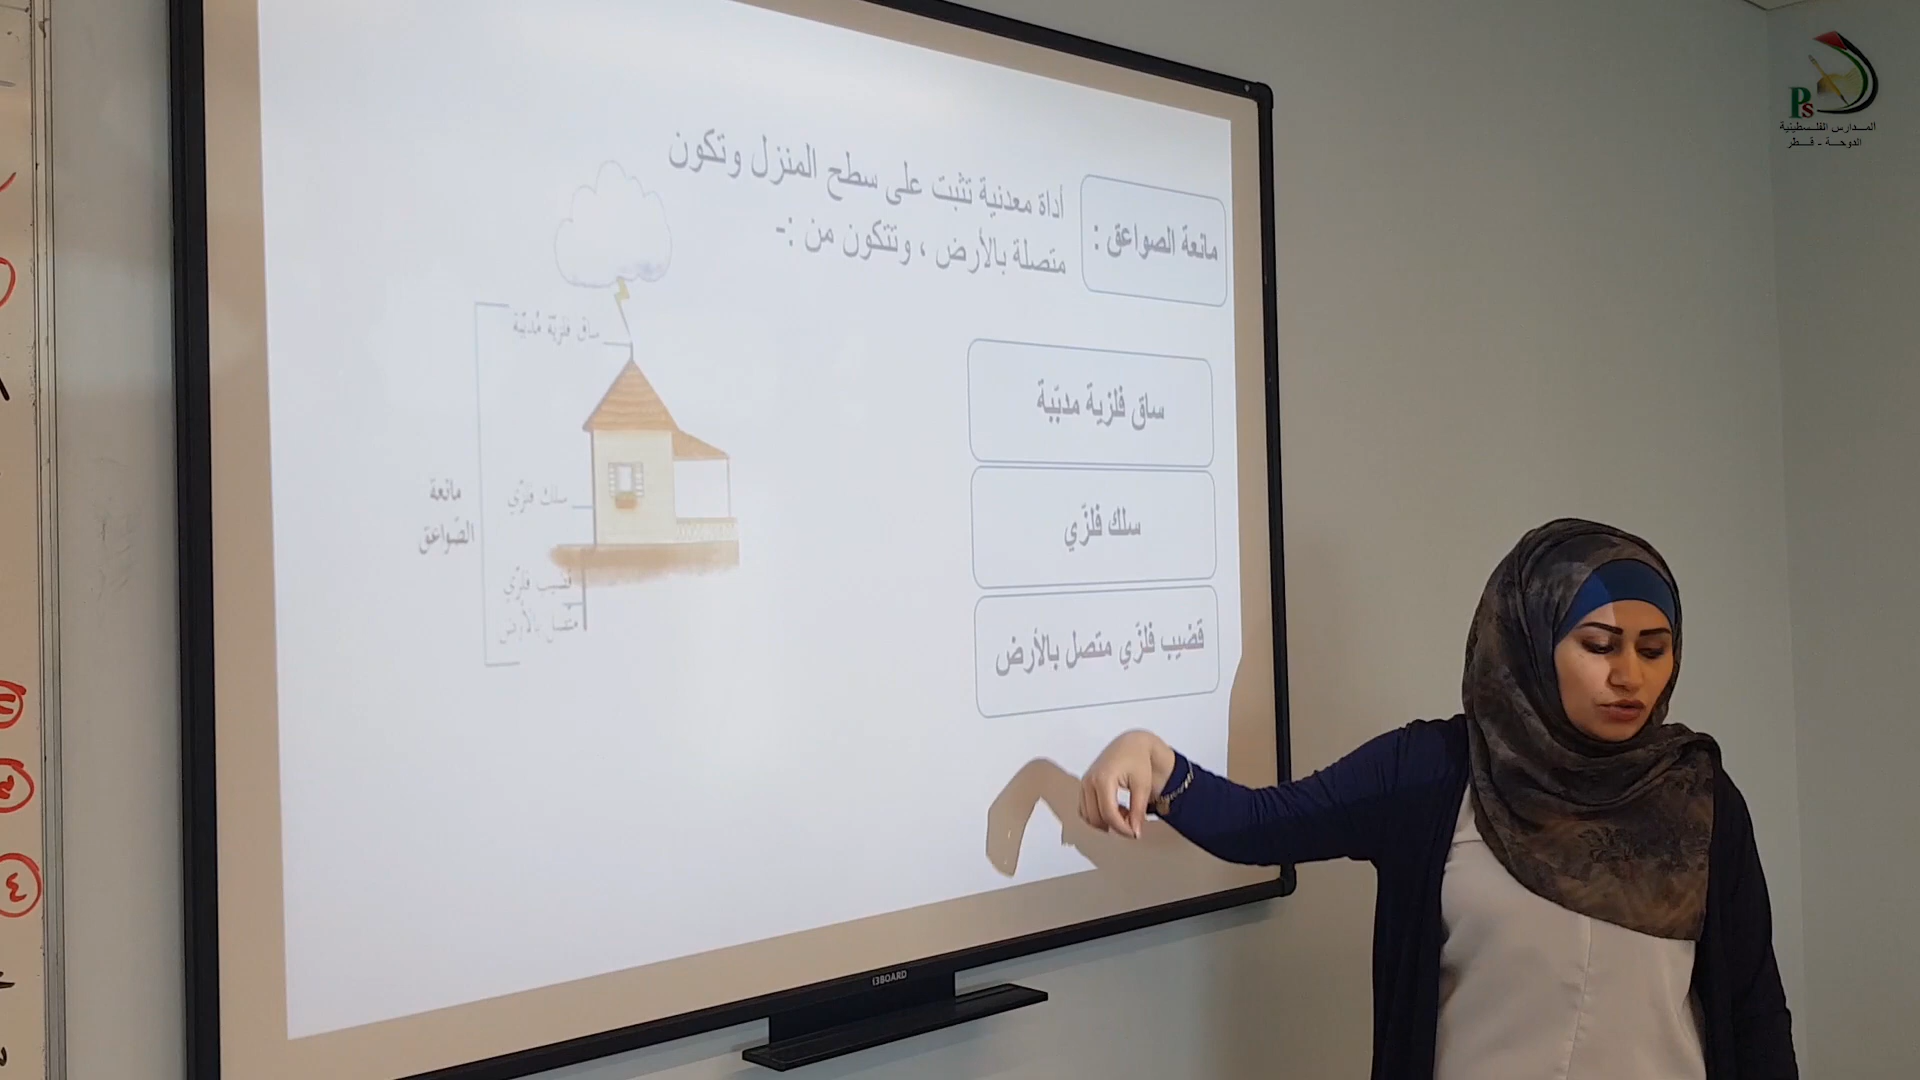 مانعة الصواعق :
أداة معدنية تثبت على سطح المنزل وتكون
متصلة بالأرض ، وتتكون من :-
ساق فلزية مدببة
سلك فلزي
قضيب فلزي متصل بالأرض
ساق فلزية مدببة
سلك فلزي
قضيب فلزي
متصل بالأرض
مانعة
الصواعق
i3BOARD
Ps
المدارس الفلسطينية
الدوحة - قطر
٤